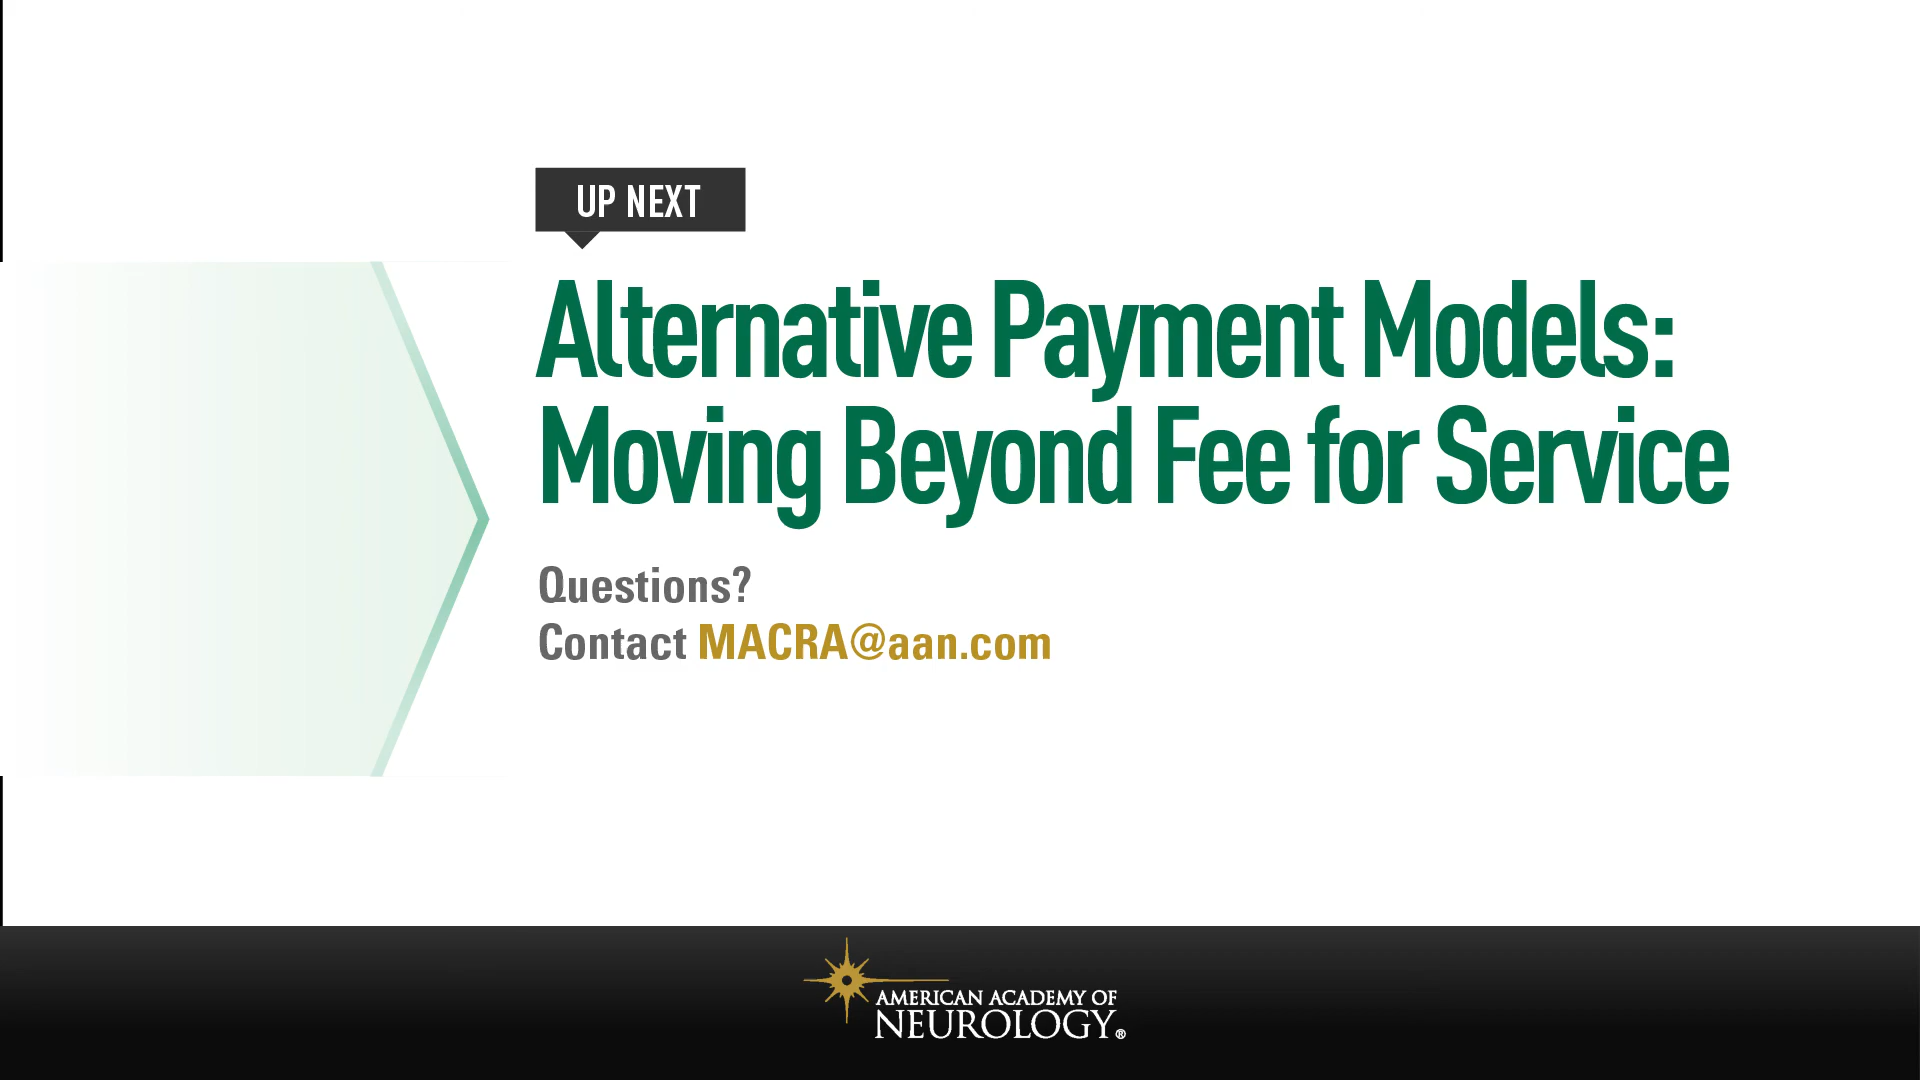 UP NEXT
Alternative Payment Models:
Moving Beyond Fee for Service
Questions?
Contact MACRA@aan.com
AMERICAN ACADEMY OF
NEUROLOGY®